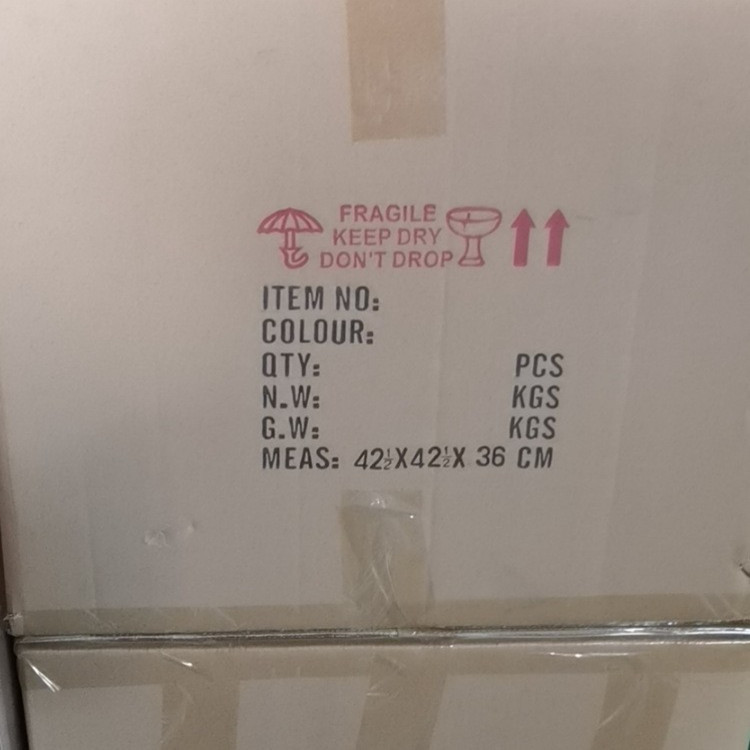 FRAGILE
KEEP DRY
DON'T DROP
ITEM NO:
COLOUR:
QTY: PCS
N.W: KGS
G.W: KGS
MEAS: 42½X42½X 36 CM